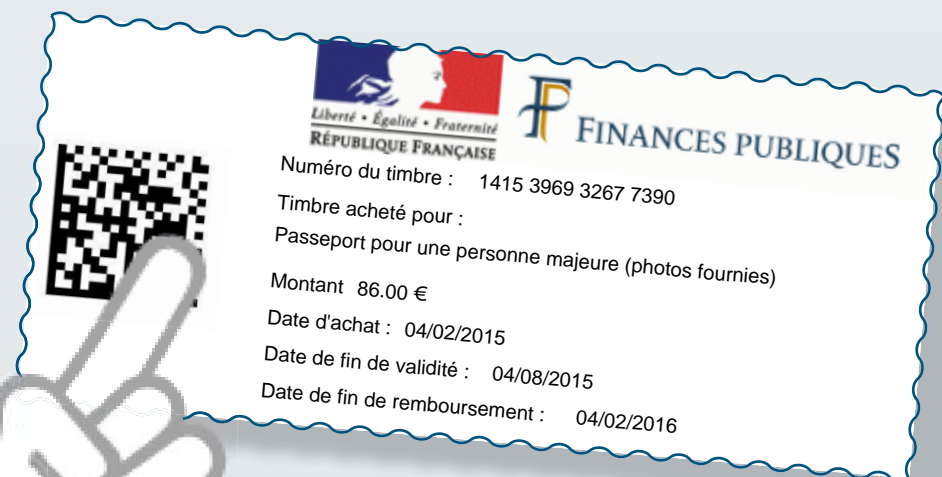 Liberté • Égalité • Fraternité
RÉPUBLIQUE FRANÇAISE
FINANCES PUBLIQUES
Numéro du timbre : 1415 3969 3267 7390
Timbre acheté pour :
Passeport pour une personne majeure (photos fournies)
Montant 86.00 €
Date d'achat : 04/02/2015
Date de fin de validité : 04/08/2015
Date de fin de remboursement : 04/02/2016